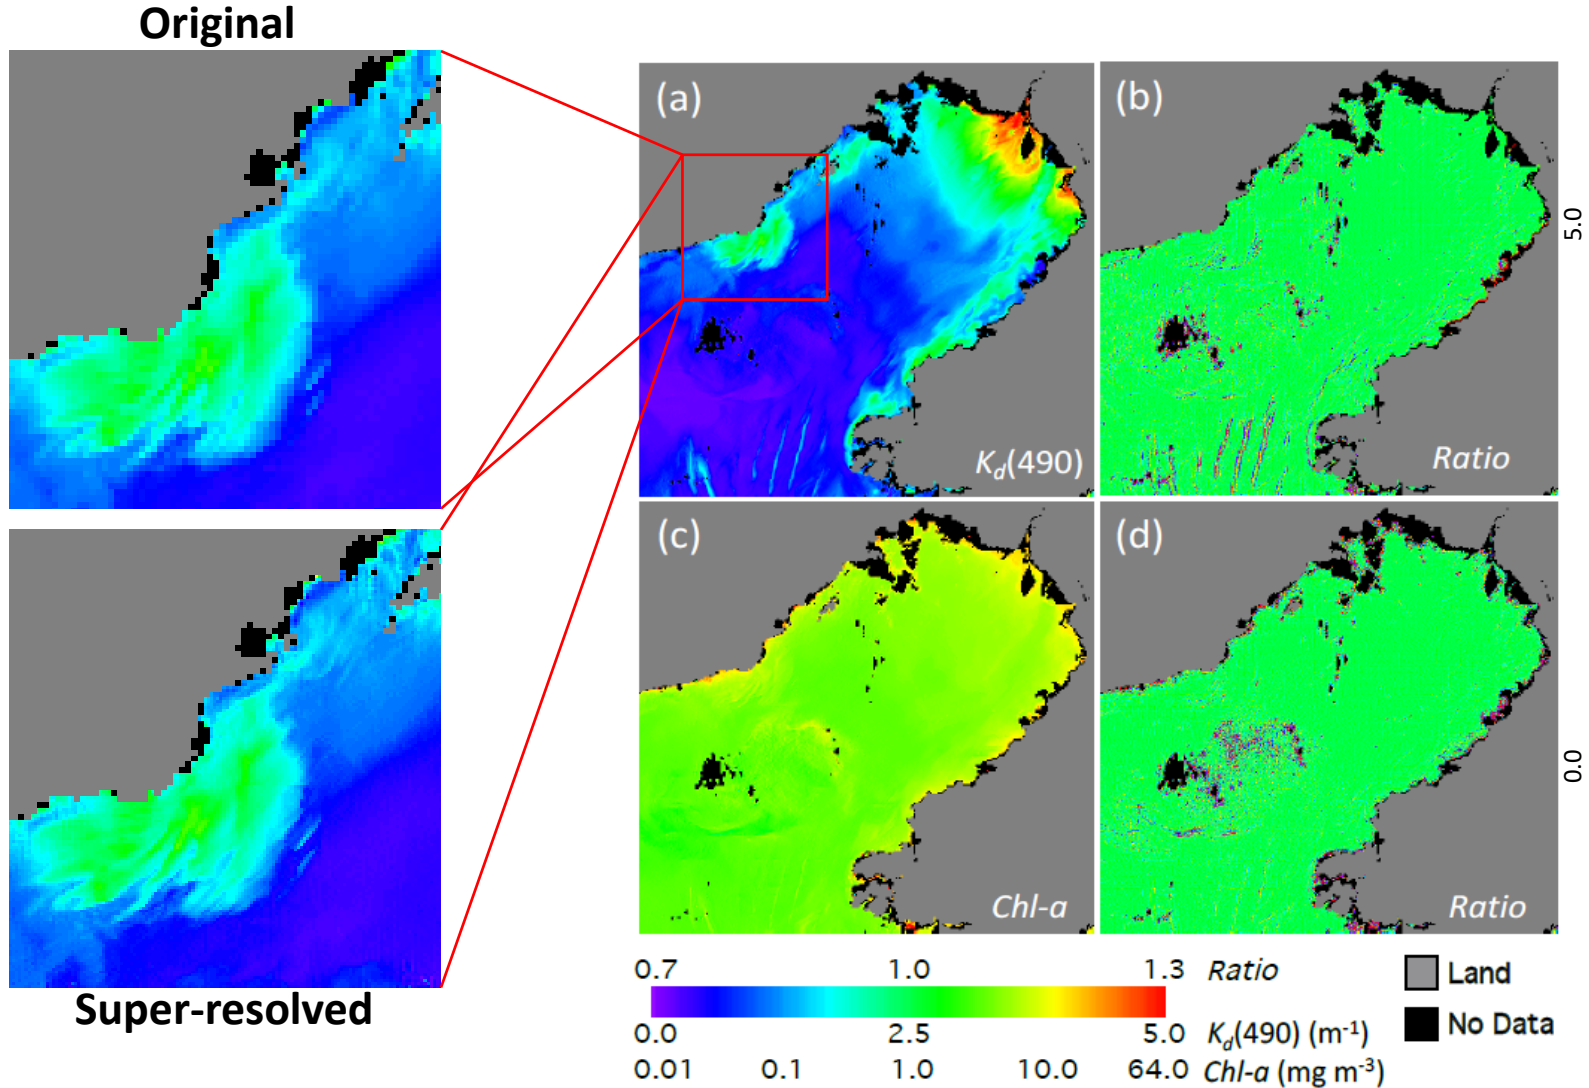 Original
(a)
(b)
K_d(490)
Ratio
5.0
(c)
(d)
Chl-a
Ratio
0.0
Super-resolved
0.7 1.0 1.3 Ratio
0.0 2.5 5.0 K_d(490) (m⁻¹)
0.01 0.1 1.0 10.0 64.0 Chl-a (mg m⁻³)
Land
No Data